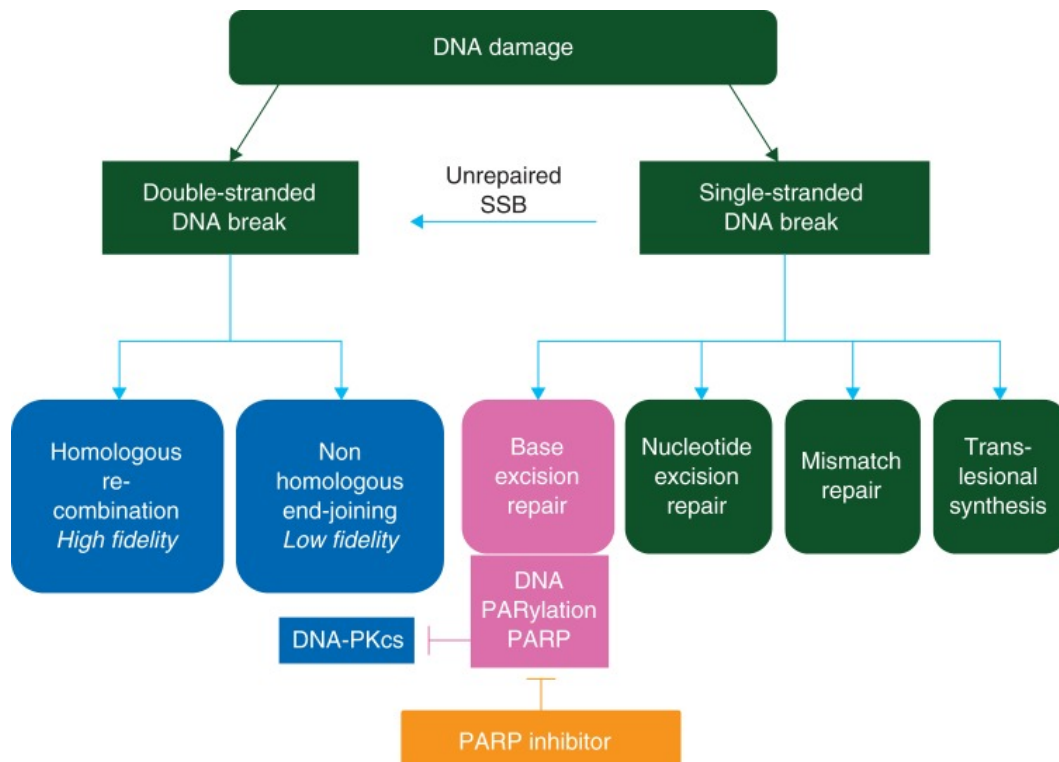 DNA damage
Double-stranded
DNA break
Unrepaired
SSB
Single-stranded
DNA break
Homologous
re-
combination
High fidelity
Non
homologous
end-joining
Low fidelity
Base
excision
repair
Nucleotide
excision
repair
Mismatch
repair
Trans-
lesional
synthesis
DNA
PARylation
PARP
DNA-PKcs
PARP inhibitor